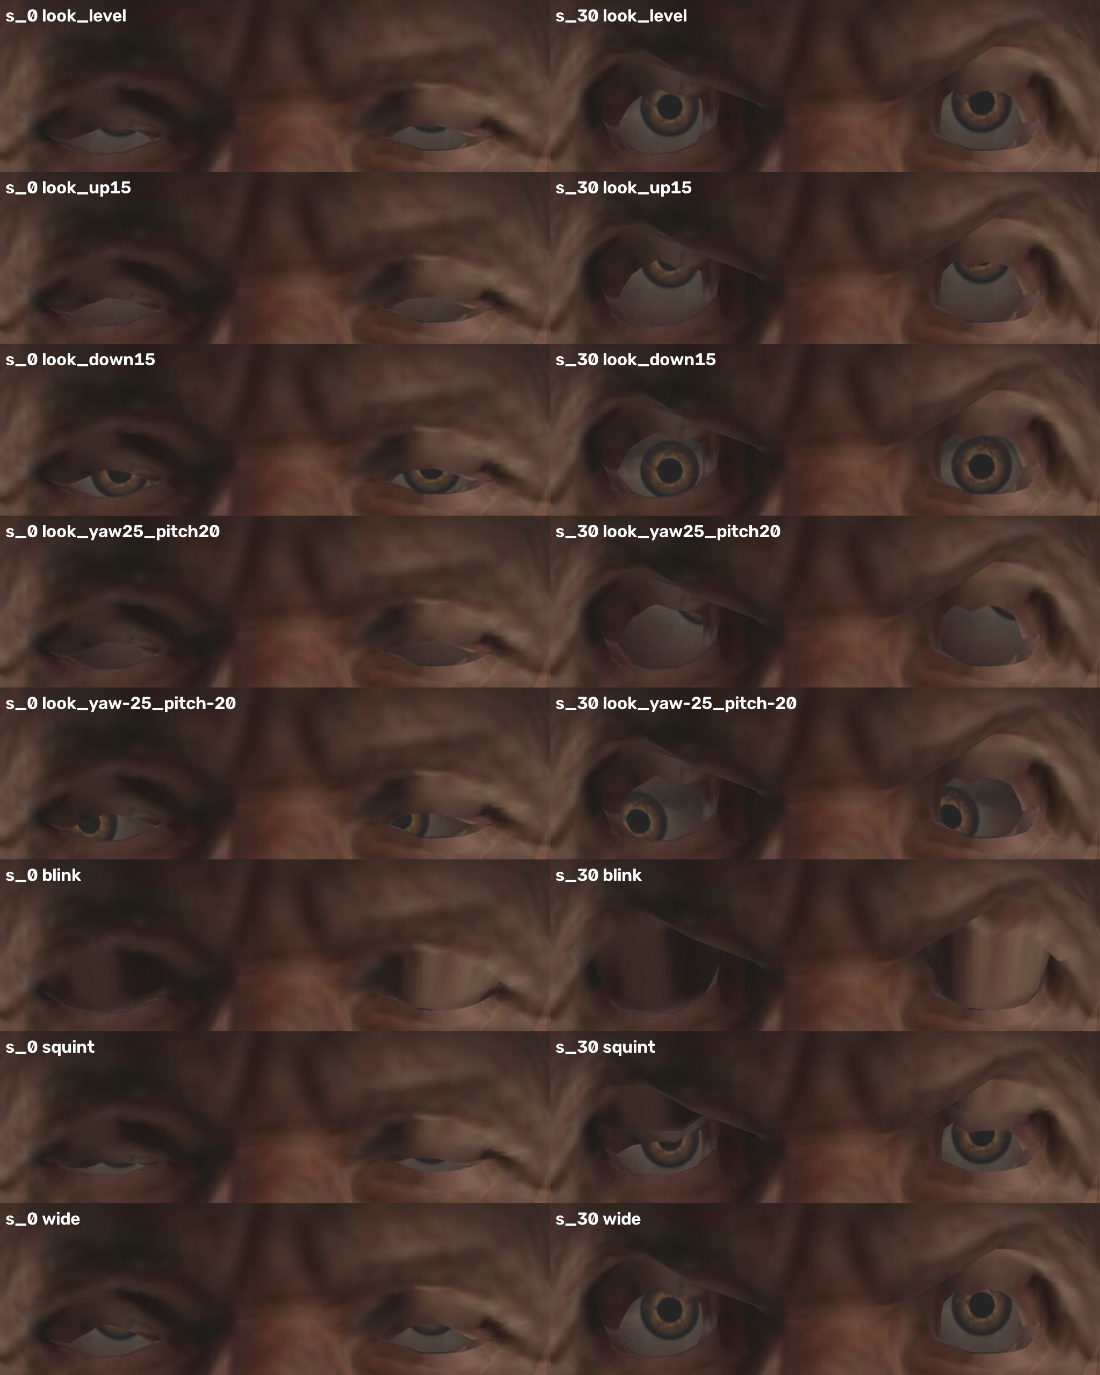 s_0 look_level
s_30 look_level
s_0 look_up15
s_30 look_up15
s_0 look_down15
s_30 look_down15
s_0 look_yaw25_pitch20
s_30 look_yaw25_pitch20
s_0 look_yaw-25_pitch-20
s_30 look_yaw-25_pitch-20
s_0 blink
s_30 blink
s_0 squint
s_30 squint
s_0 wide
s_30 wide